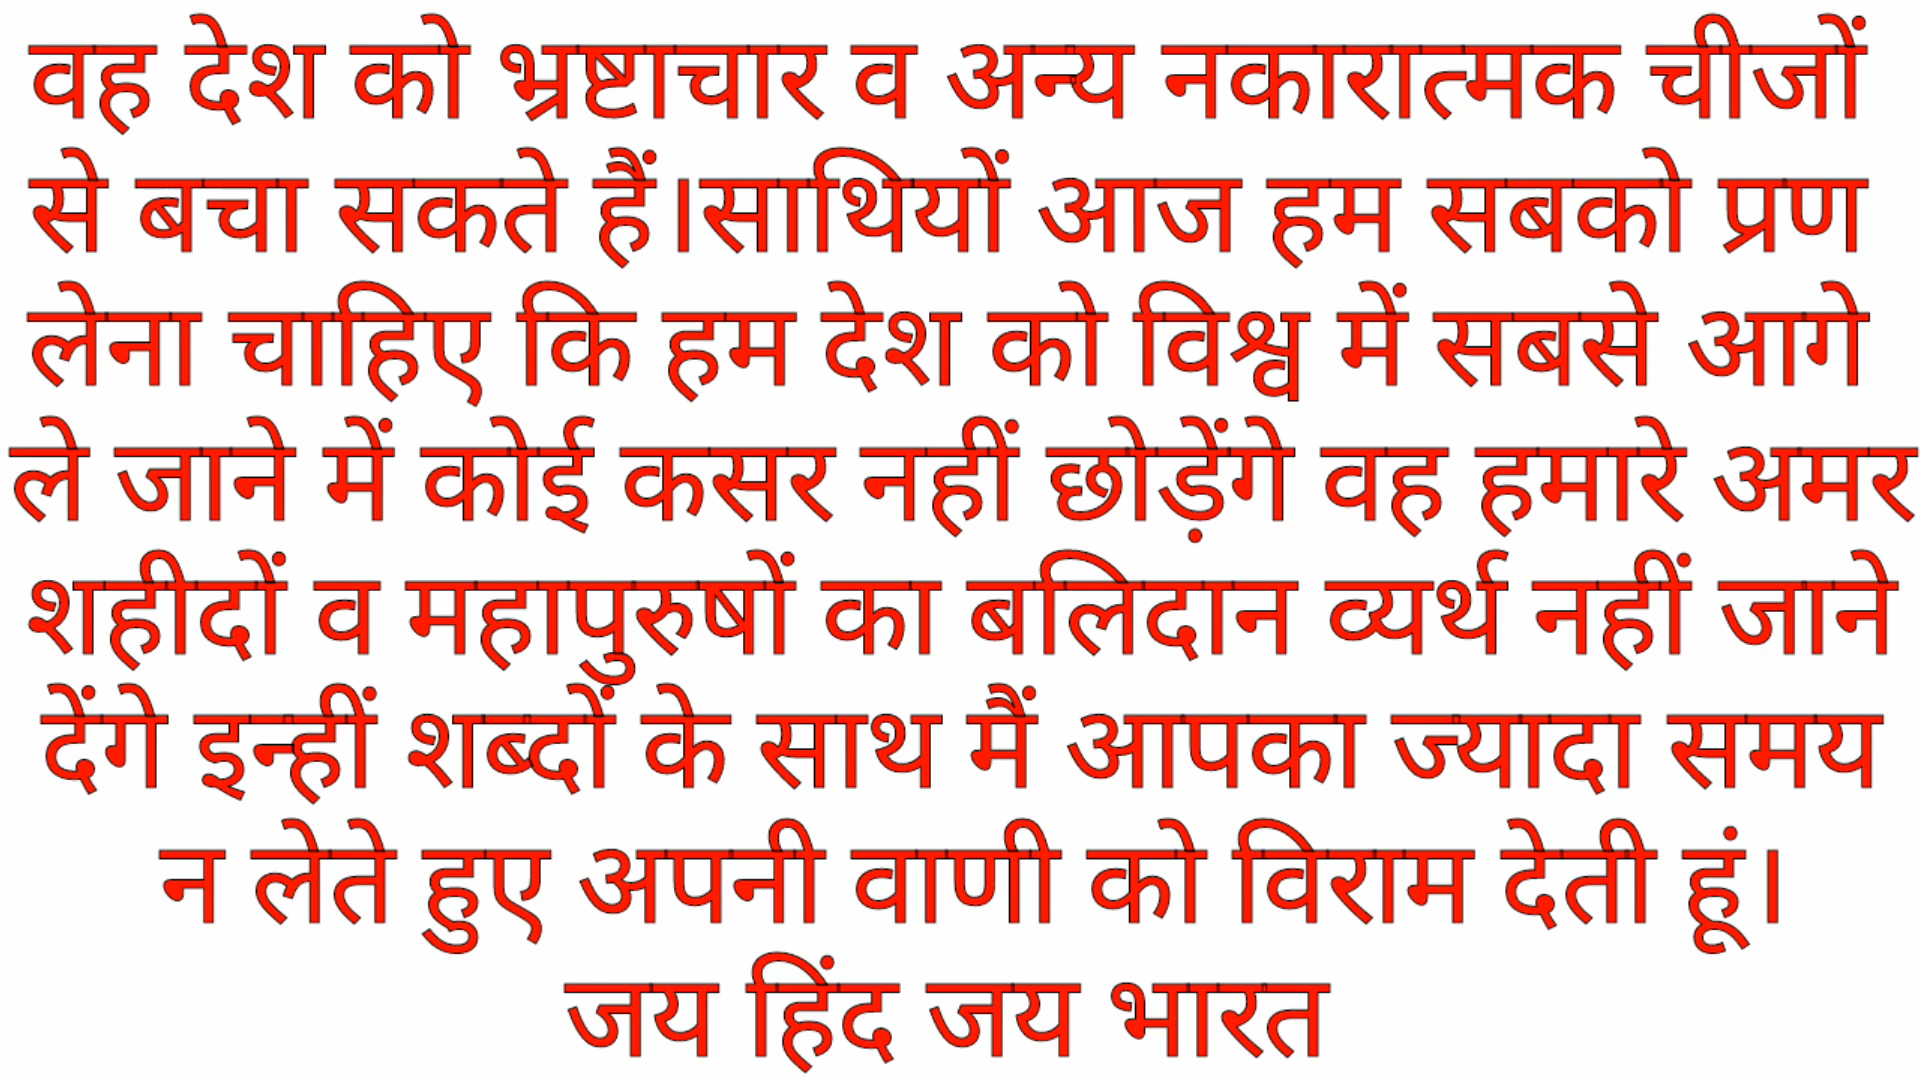 वह देश को भ्रष्टाचार व अन्य नकारात्मक चीजों
से बचा सकते हैं।साथियों आज हम सबको प्रण
लेना चाहिए कि हम देश को विश्व में सबसे आगे
ले जाने में कोई कसर नहीं छोड़ेंगे वह हमारे अमर
शहीदों व महापुरुषों का बलिदान व्यर्थ नहीं जाने
देंगे इन्हीं शब्दों के साथ मैं आपका ज्यादा समय
न लेते हुए अपनी वाणी को विराम देती हूं।
जय हिंद जय भारत